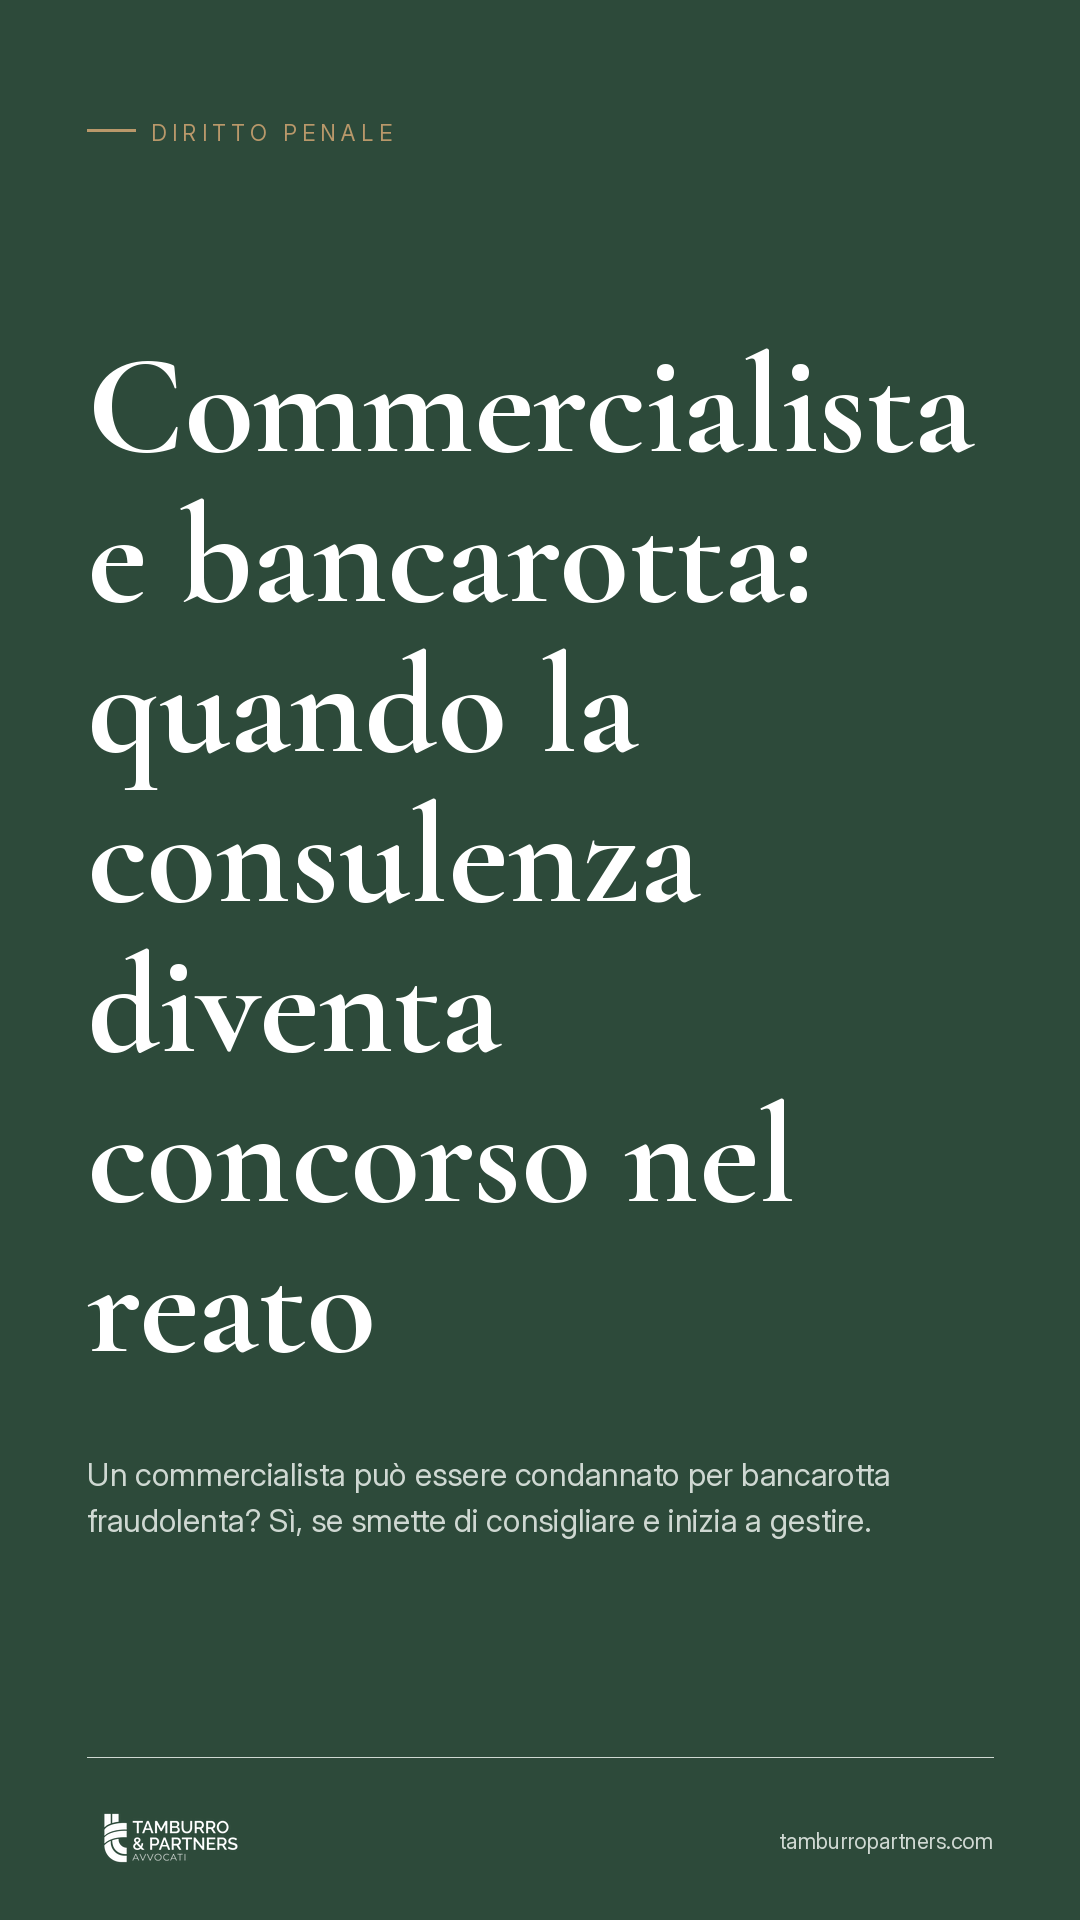 DIRITTO PENALE
Commercialista
e bancarotta:
quando la
consulenza
diventa
concorso nel
reato
Un commercialista può essere condannato per bancarotta
fraudolenta? Sì, se smette di consigliare e inizia a gestire.
TAMBURRO
& PARTNERS
AVVOCATI
tamburropartners.com